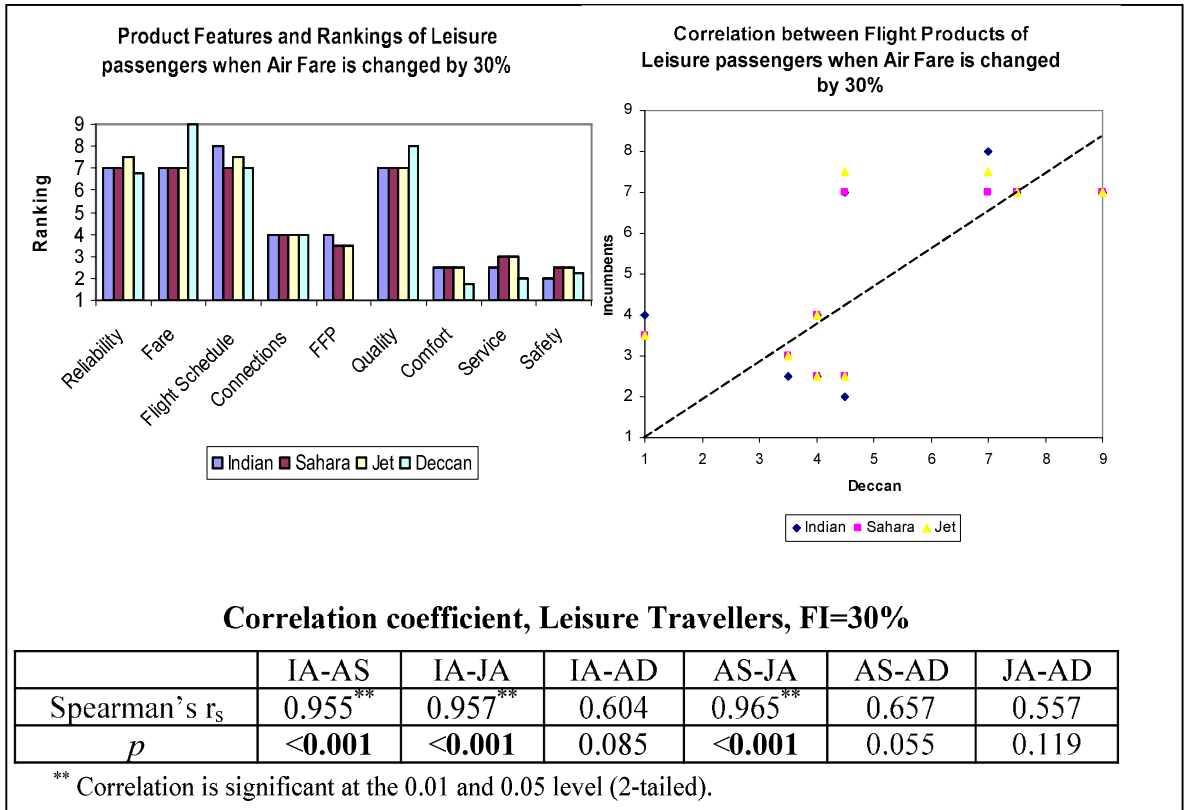 Product Features and Rankings of Leisure
passengers when Air Fare is changed by 30%
9
8
7
6
5
4
3
2
1
Ranking
Reliability
Fare
Flight Schedule
Connections
FFP
Quality
Comfort
Service
Safety
Indian Sahara Jet Deccan
Correlation between Flight Products of
Leisure passengers when Air Fare is changed
by 30%
9
8
7
6
5
4
3
2
1
Incumbents
1 2 3 4 5 6 7 8 9
Deccan
Indian Sahara Jet
Correlation coefficient, Leisure Travellers, FI=30%
IA-AS IA-JA IA-AD AS-JA AS-AD JA-AD
Spearman's rs 0.955** 0.957** 0.604 0.965** 0.657 0.557
p <0.001 <0.001 0.085 <0.001 0.055 0.119
** Correlation is significant at the 0.01 and 0.05 level (2-tailed).